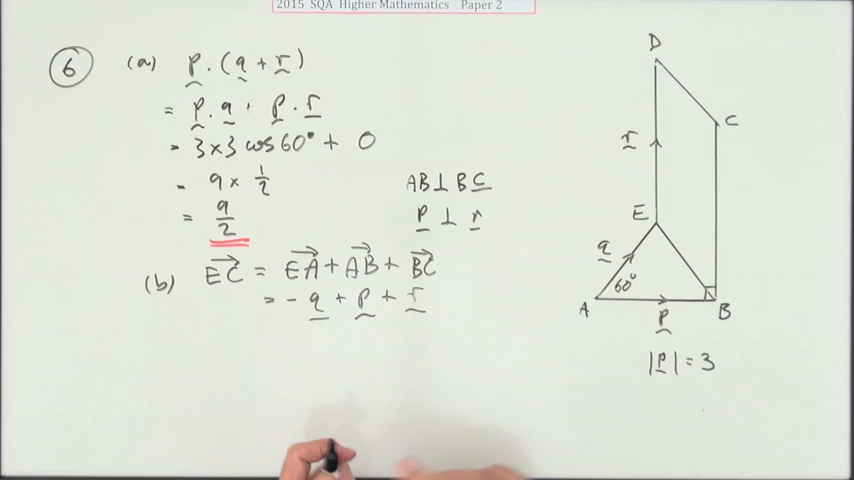 2015 SQA Higher Mathematics Paper 2
6 (a) p . (q + r)
= p . q + p . r
= 3 x 3 cos 60° + 0
= 9 x 1/2
= 9/2
AB ⊥ BC
p ⊥ r
(b) EC = EA + AB + BC
= - q + p + r
D
C
r
E
q
60°
A
B
p
|p| = 3